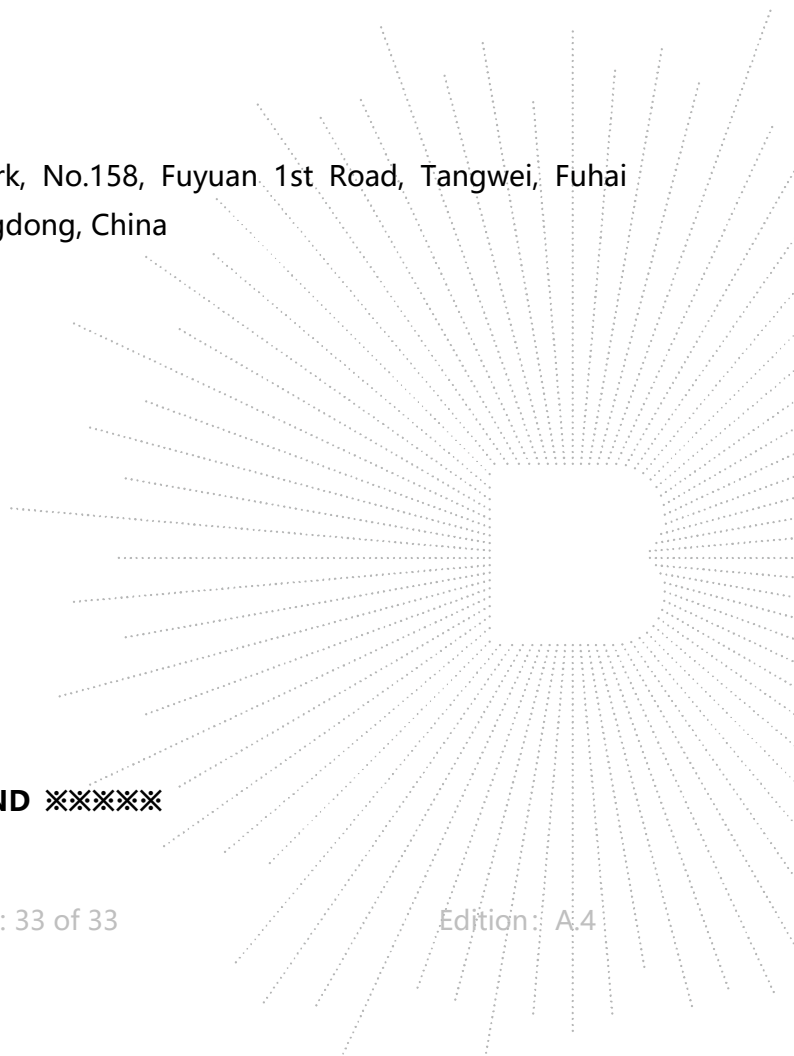 rk, No.158, Fuyuan 1st Road, Tangwei, Fuhai
gdong, China
ND ※※※※※
: 33 of 33 Edition：A.4